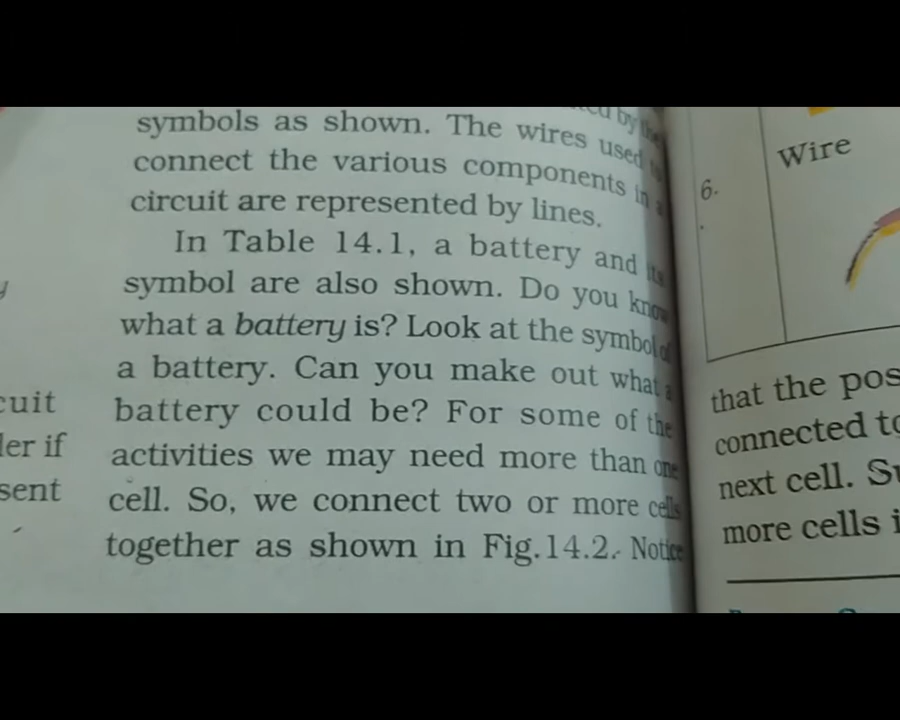 symbols as shown. The wires used
connect the various components in a
circuit are represented by lines.
In Table 14.1, a battery and its
symbol are also shown. Do you know
what a battery is? Look at the symbol of
a battery. Can you make out what a
battery could be? For some of the
activities we may need more than one
cell. So, we connect two or more cells
together as shown in Fig.14.2. Notice
cuit
ler if
sent
6.
Wire
that the pos
connected to
next cell. Su
more cells i